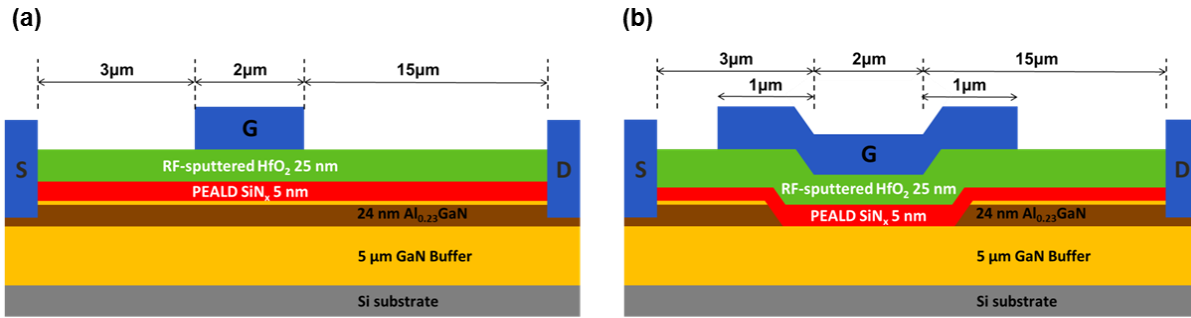 (a)
3μm
2μm
15μm
G
S
D
RF-sputtered HfO₂ 25 nm
PEALD SiNₓ 5 nm
24 nm Al₀.₂₃GaN
5 μm GaN Buffer
Si substrate
(b)
3μm
2μm
15μm
1μm
1μm
G
S
D
RF-sputtered HfO₂ 25 nm
PEALD SiNₓ 5 nm
24 nm Al₀.₂₃GaN
5 μm GaN Buffer
Si substrate